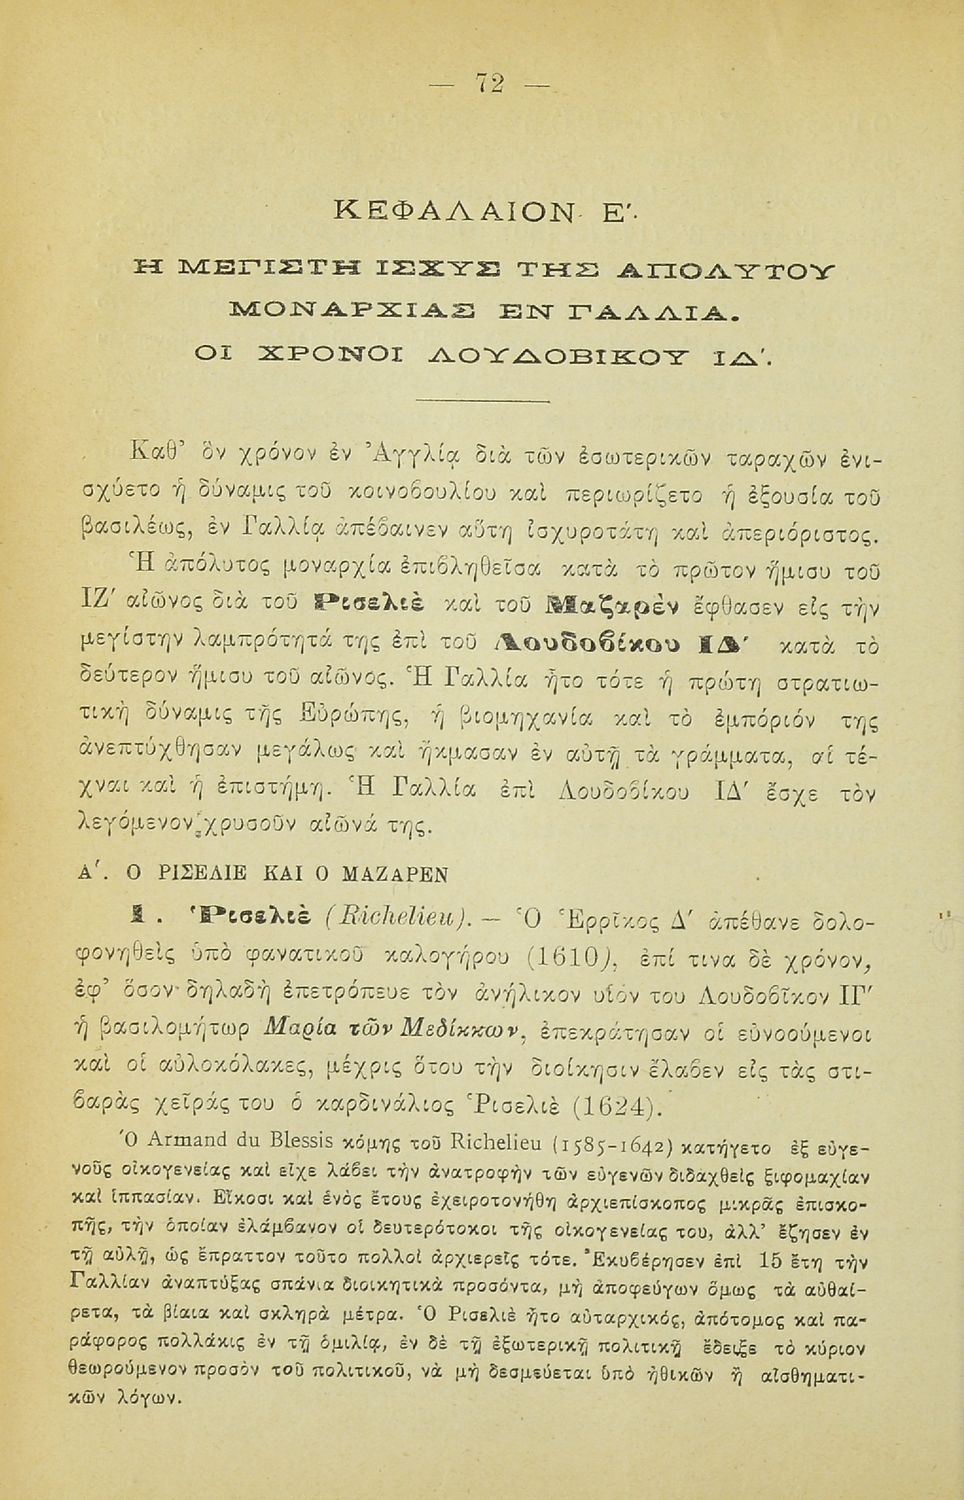 — 72 —
ΚΕΦΑΛΑΙΟΝ Ε'.
Η ΜΕΓΙΣΤΗ ΙΣΧΥΣ ΤΗΣ ΑΠΟΛΥΤΟΥ
ΜΟΝΑΡΧΙΑΣ ΕΝ ΓΑΛΛΙΑ.
ΟΙ ΧΡΟΝΟΙ ΛΟΥΔΟΒΙΚΟΥ ΙΔ'.
Καθ' ὃν χρόνον ἐν Ἀγγλίᾳ διὰ τῶν ἐσωτερικῶν ταραχῶν ἐνι-
σχύετο ἡ δύναμις τοῦ κοινοβουλίου καὶ περιωρίζετο ἡ ἐξουσία τοῦ
βασιλέως, ἐν Γαλλίᾳ ἀπέβαινεν αὕτη ἰσχυροτάτη καὶ ἀπεριόριστος.
Ἡ ἀπόλυτος μοναρχία ἐπιβληθεῖσα κατὰ τὸ πρῶτον ἥμισυ τοῦ
ΙΖ' αἰῶνος διὰ τοῦ Ρισελιὲ καὶ τοῦ Μαζαρὲν ἔφθασεν εἰς τὴν
μεγίστην λαμπρότητά της ἐπὶ τοῦ Λουδοβίκου ΙΔ' κατὰ τὸ
δεύτερον ἥμισυ τοῦ αἰῶνος. Ἡ Γαλλία ἦτο τότε ἡ πρώτη στρατιω-
τικὴ δύναμις τῆς Εὐρώπης, ἡ βιομηχανία καὶ τὸ ἐμπόριόν της
ἀνεπτύχθησαν μεγάλως καὶ ἤκμασαν ἐν αὐτῇ τὰ γράμματα, αἱ τέ-
χναι καὶ ἡ ἐπιστήμη. Ἡ Γαλλία ἐπὶ Λουδοβίκου ΙΔ' ἔσχε τὸν
λεγόμενον χρυσοῦν αἰῶνά της.
Α'. Ο ΡΙΣΕΛΙΕ ΚΑΙ Ο ΜΑΖΑΡΕΝ
1. Ῥισελιὲ (Richelieu). — Ὁ Ἑρρῖκος Δ' ἀπέθανε δολο-
φονηθεὶς ὑπὸ φανατικοῦ καλογήρου (1610), ἐπί τινα δὲ χρόνον,
ἐφ' ὅσον δηλαδὴ ἐπετρόπευε τὸν ἀνήλικον υἱόν του Λουδοβῖκον ΙΓ'
ἡ βασιλομήτωρ Μαρία τῶν Μεδίκκων, ἐπεκράτησαν οἱ εὐνοούμενοι
καὶ οἱ αὐλοκόλακες, μέχρις ὅτου τὴν διοίκησιν ἔλαβεν εἰς τὰς στι-
βαρὰς χεῖράς του ὁ καρδινάλιος Ῥισελιὲ (1624).
Ὁ Armand du Blessis κόμης τοῦ Richelieu (1585-1642) κατήγετο ἐξ εὐγε-
νοῦς οἰκογενείας καὶ εἶχε λάβει τὴν ἀνατροφὴν τῶν εὐγενῶν διδαχθεὶς ξιφομαχίαν
καὶ ἱππασίαν. Εἴκοσι καὶ ἑνὸς ἔτους ἐχειροτονήθη ἀρχιεπίσκοπος μικρᾶς ἐπισκο-
πῆς, τὴν ὁποίαν ἐλάμβανον οἱ δευτερότοκοι τῆς οἰκογενείας του, ἀλλ' ἔζησεν ἐν
τῇ αὐλῇ, ὡς ἔπραττον τοῦτο πολλοὶ ἀρχιερεῖς τότε. Ἐκυβέρησεν ἐπὶ 15 ἔτη τὴν
Γαλλίαν ἀναπτύξας σπάνια διοικητικὰ προσόντα, μὴ ἀποφεύγων ὅμως τὰ αὐθαί-
ρετα, τὰ βίαια καὶ σκληρὰ μέτρα. Ὁ Ρισελιὲ ἦτο αὐταρχικός, ἀπότομος καὶ πα-
ράφορος πολλάκις ἐν τῇ ὁμιλίᾳ, ἐν δὲ τῇ ἐξωτερικῇ πολιτικῇ ἔδειξε τὸ κύριον
θεωρούμενον προσὸν τοῦ πολιτικοῦ, νὰ μὴ δεσμεύεται ὑπὸ ἠθικῶν ἢ αἰσθηματι-
κῶν λόγων.